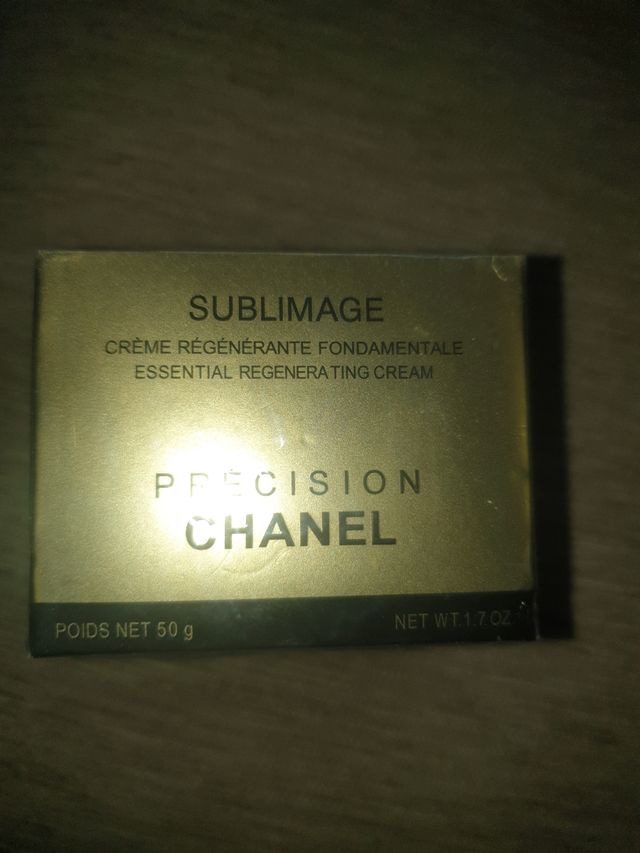 SUBLIMAGE
CRÈME RÉGÉNÉRANTE FONDAMENTALE
ESSENTIAL REGENERATING CREAM
PRÉCISION
CHANEL
POIDS NET 50 g
NET WT.1.7 OZ